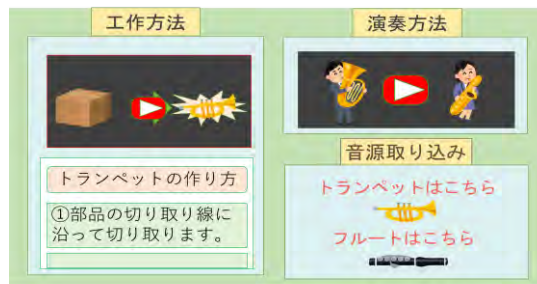 工作方法
トランペットの作り方
①部品の切り取り線に
沿って切り取ります。
演奏方法
音源取り込み
トランペットはこちら
フルートはこちら